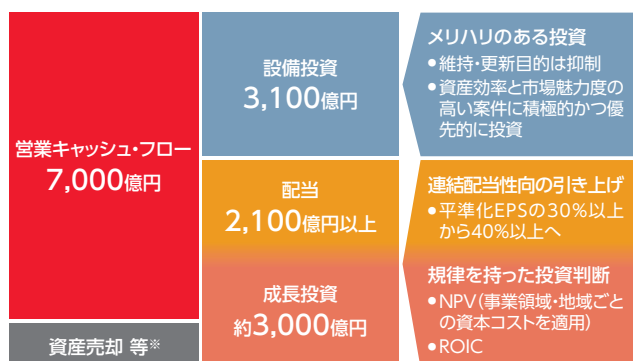 営業キャッシュ・フロー
7,000億円
資産売却 等※
設備投資
3,100億円
配当
2,100億円以上
成長投資
約3,000億円
メリハリのある投資
●維持・更新目的は抑制
●資産効率と市場魅力度の
高い案件に積極的かつ優
先的に投資
連結配当性向の引き上げ
●平準化EPSの30%以上
から40%以上へ
規律を持った投資判断
●NPV(事業領域・地域ごと
の資本コストを適用)
●ROIC